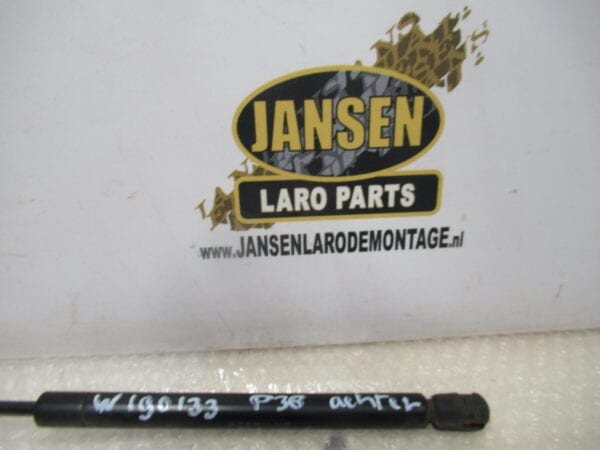 JANSEN
LARO PARTS
www.JANSENLARODEMONTAGE.nl
W190133 P38 achter